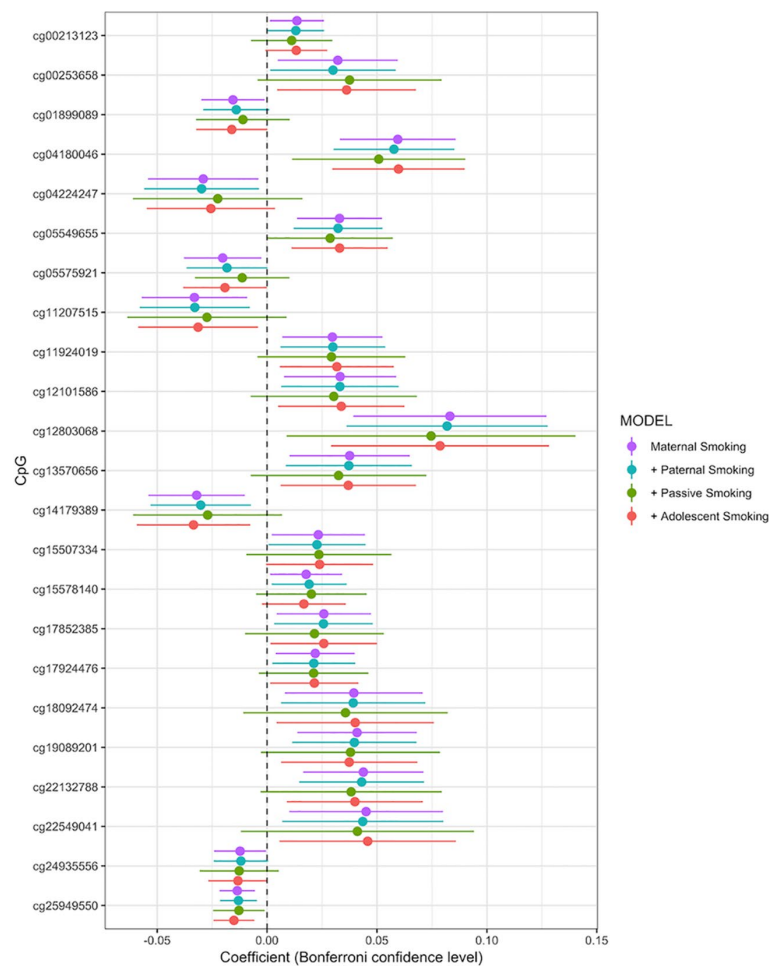 cg00213123
cg00253658
cg01899089
cg04180046
cg04224247
cg05549655
cg05575921
cg11207515
cg11924019
cg12101586
cg12803068
cg13570656
cg14179389
cg15507334
cg15578140
cg17852385
cg17924476
cg18092474
cg19089201
cg22132788
cg22549041
cg24935556
cg25949550
CpG
-0.05 0.00 0.05 0.10 0.15
Coefficient (Bonferroni confidence level)
MODEL
Maternal Smoking
+ Paternal Smoking
+ Passive Smoking
+ Adolescent Smoking